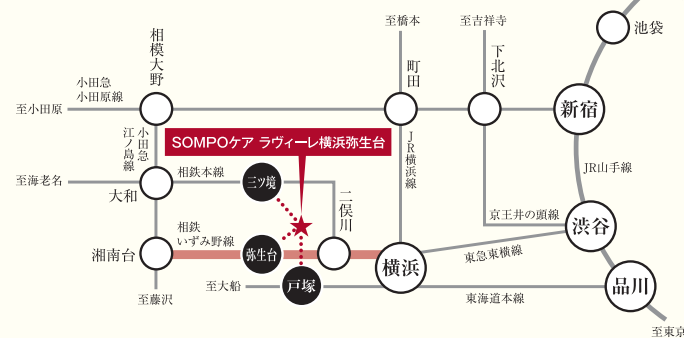 池袋
至橋本
至吉祥寺
相模大野
町田
下北沢
小田急
小田原線
至小田原
新宿
小田急
江ノ島線
SOMPOケア ラヴィーレ横浜弥生台
JR横浜線
JR山手線
至海老名
大和
相鉄本線
三ツ境
二俣川
京王井の頭線
渋谷
相鉄
いずみ野線
湘南台
弥生台
横浜
東急東横線
至藤沢
至大船
戸塚
東海道本線
品川
至東京